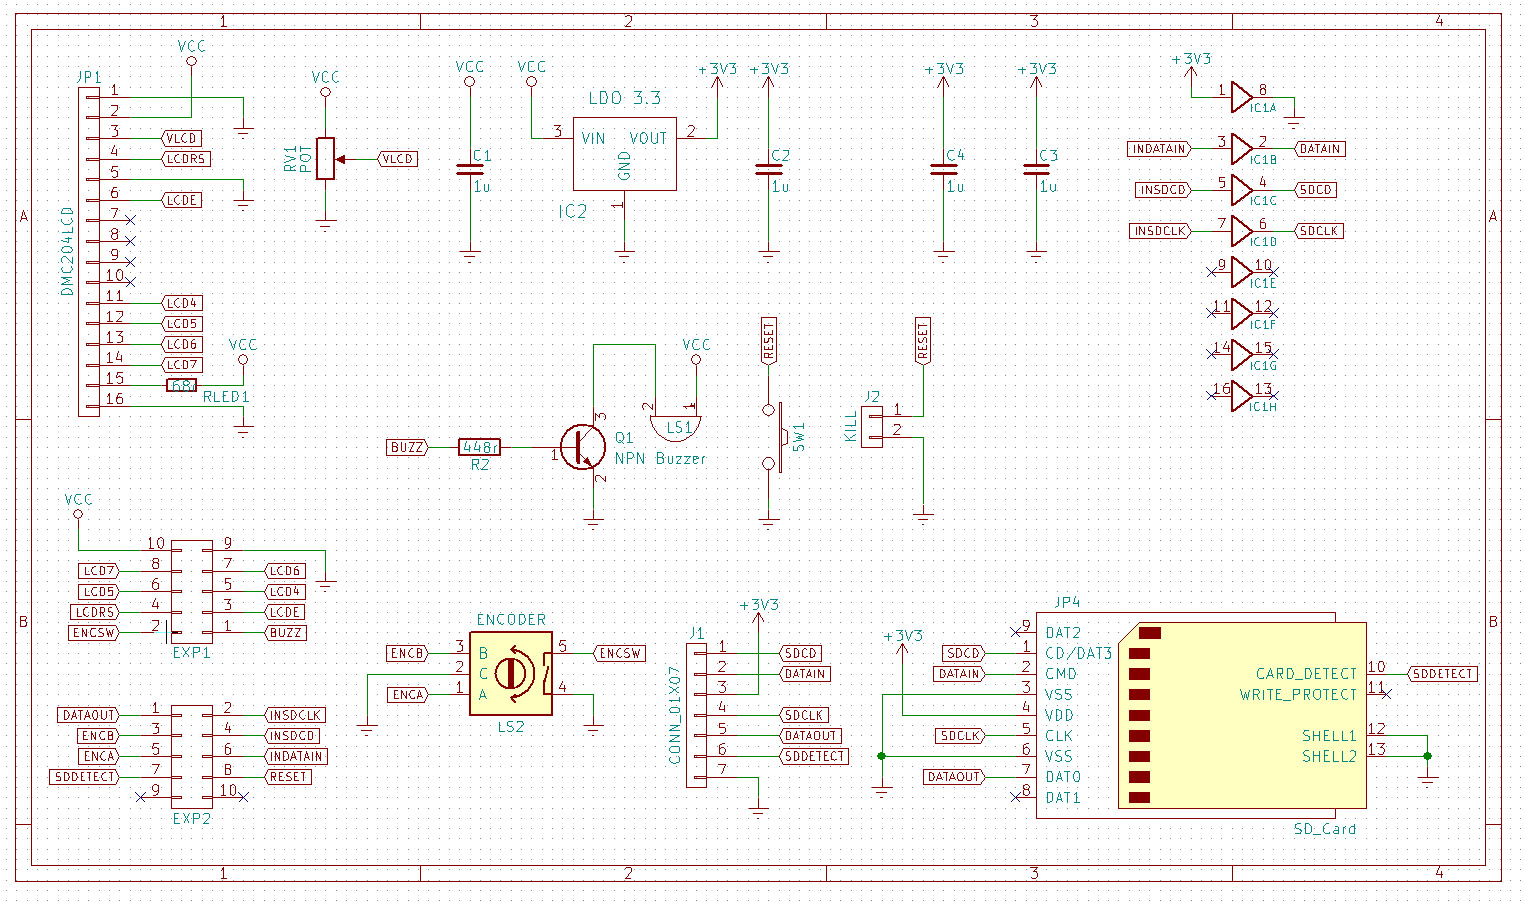 1 2 3 4
A
B
A
B
1 2 3 4
JP1
DMC204LCD
VCC
1
2
3 VLCD
4 LCDRS
5
6 LCDE
7
8
9
10
11 LCD4
12 LCD5
13 LCD6
14 LCD7
15 68r
16
RLED1
VCC
VCC
RV1
POT
VLCD
VCC
C1
1u
VCC
LDO 3.3
3 VIN VOUT 2
GND
1
IC2
+3V3
+3V3
C2
1u
+3V3
C4
1u
+3V3
C3
1u
+3V3
1 8
IC1A
INDATAIN 3 2 DATAIN
IC1B
INSDCD 5 4 SDCD
IC1C
INSDCLK 7 6 SDCLK
IC1D
9 10
IC1E
11 12
IC1F
14 15
IC1G
16 13
IC1H
BUZZ 448r
R2
1
3
2
Q1
NPN
VCC
2 1
LS1
Buzzer
RESET
SW1
RESET
J2
KILL
1
2
VCC
10 9
LCD7 8 7 LCD6
LCD5 6 5 LCD4
LCDRS 4 3 LCDE
ENCSW 2 1 BUZZ
EXP1
DATAOUT 1 2 INSDCLK
ENCB 3 4 INSDCD
ENCA 5 6 INDATAIN
SDDETECT 7 8 RESET
9 10
EXP2
ENCODER
ENCB 3 B 5 ENCSW
2 C
ENCA 1 A 4
LS2
+3V3
J1
CONN_01X07
1 SDCD
2 DATAIN
3
4 SDCLK
5 DATAOUT
6 SDDETECT
7
+3V3
JP4
9 DAT2
SDCD 1 CD/DAT3
DATAIN 2 CMD
3 VSS
4 VDD
SDCLK 5 CLK
6 VSS
DATAOUT 7 DAT0
8 DAT1
CARD_DETECT 10 SDDETECT
WRITE_PROTECT 11
SHELL1 12
SHELL2 13
SD_Card